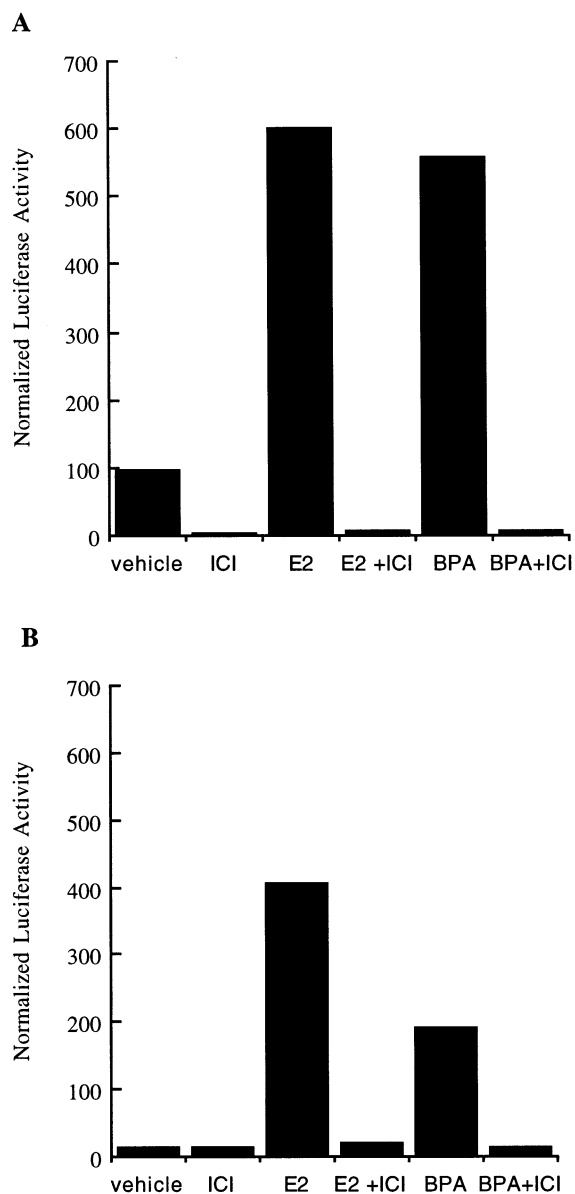 A
700
600
500
400
300
200
100
0
Normalized Luciferase Activity
vehicle ICI E2 E2 +ICI BPA BPA+ICI
B
700
600
500
400
300
200
100
0
Normalized Luciferase Activity
vehicle ICI E2 E2 +ICI BPA BPA+ICI